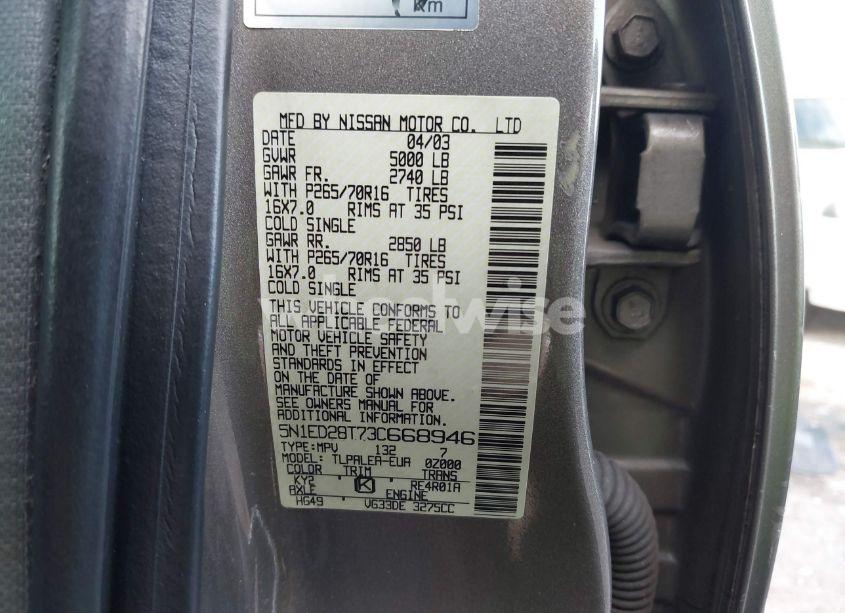 Km
MFD BY NISSAN MOTOR CO. LTD
DATE 04/03
GVWR 5000 LB
GAWR FR. 2740 LB
WITH P265/70R16 TIRES
16X7.0 RIMS AT 35 PSI
COLD SINGLE
GAWR RR. 2850 LB
WITH P265/70R16 TIRES
16X7.0 RIMS AT 35 PSI
COLD SINGLE
THIS VEHICLE CONFORMS TO
ALL APPLICABLE FEDERAL
MOTOR VEHICLE SAFETY
AND THEFT PREVENTION
STANDARDS IN EFFECT
ON THE DATE OF
MANUFACTURE SHOWN ABOVE.
SEE OWNERS MANUAL FOR
ADDITIONAL INFORMATION
5N1ED28T73C668946
TYPE:MPV 132 7
MODEL: TLPALEA-EUA 0Z000
COLOR TRIM TRANS
KY2 K RE4R01A
AXLE ENGINE
HG49 VG33DE 3275CC
wheelwise